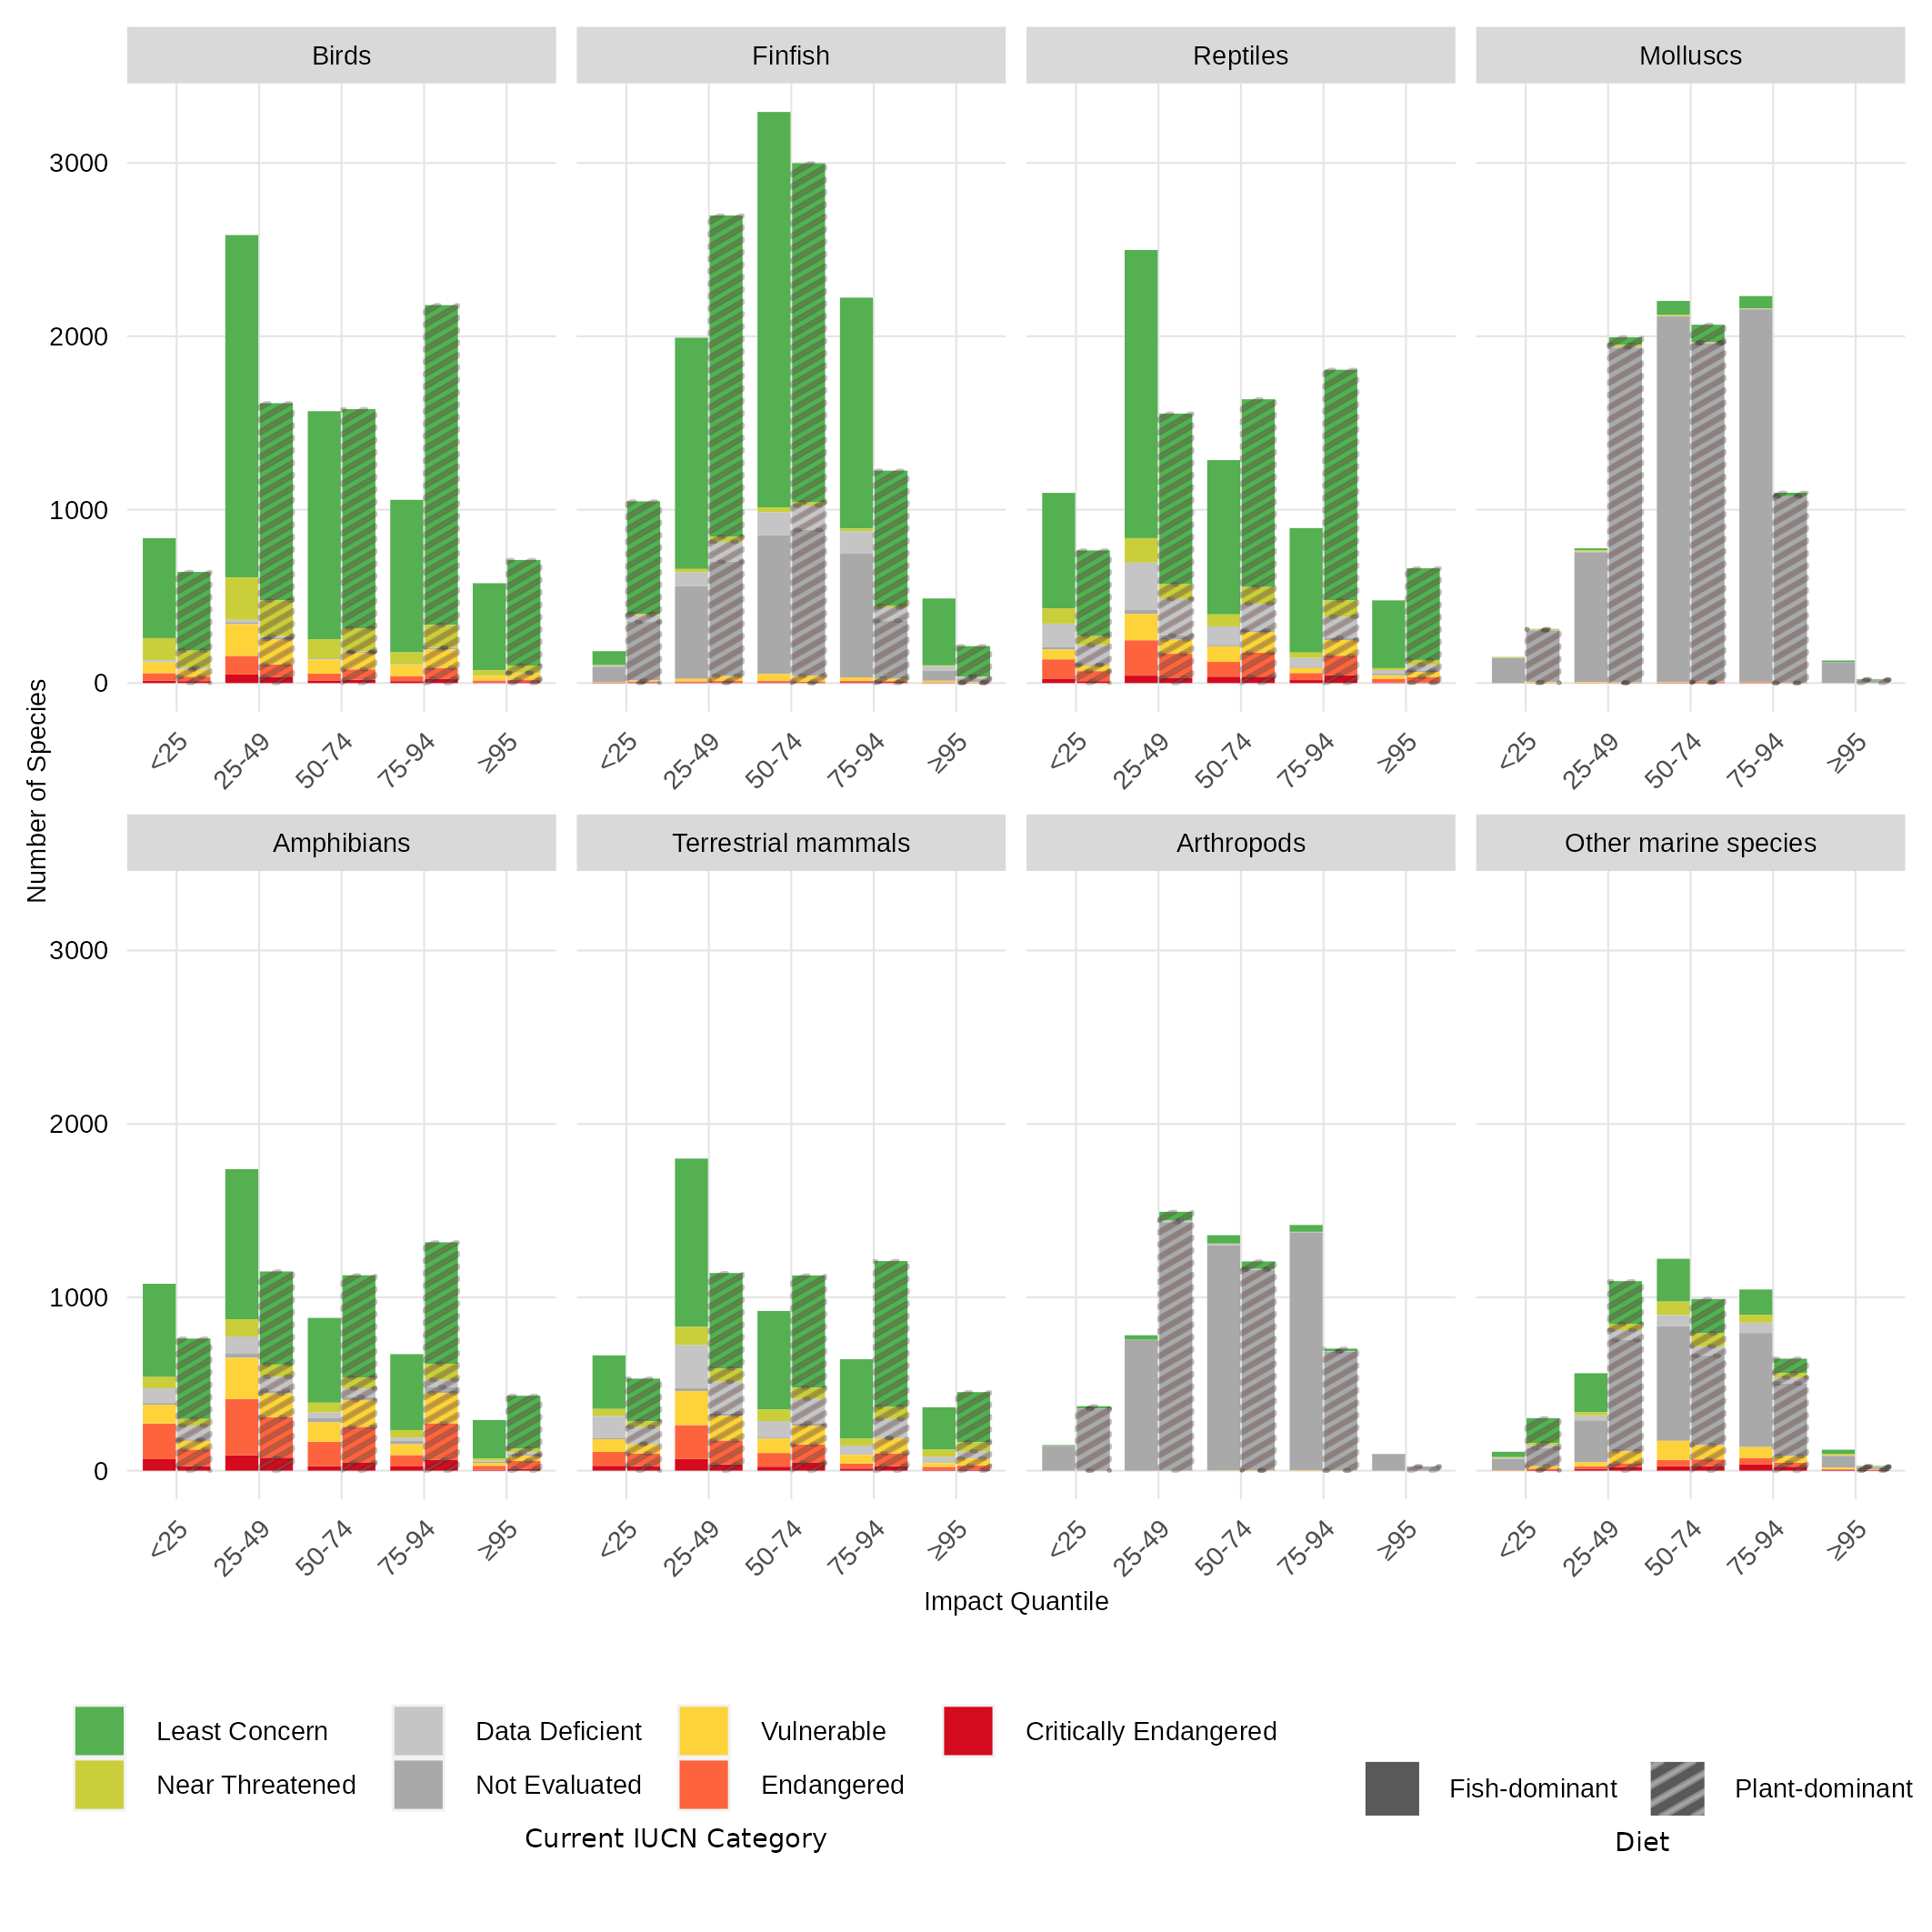 Birds Finfish Reptiles Molluscs
3000
2000
1000
0
<25 25-49 50-74 75-94 ≥95 <25 25-49 50-74 75-94 ≥95 <25 25-49 50-74 75-94 ≥95 <25 25-49 50-74 75-94 ≥95
Number of Species
Amphibians Terrestrial mammals Arthropods Other marine species
3000
2000
1000
0
<25 25-49 50-74 75-94 ≥95 <25 25-49 50-74 75-94 ≥95 <25 25-49 50-74 75-94 ≥95 <25 25-49 50-74 75-94 ≥95
Impact Quantile
Least Concern Data Deficient Vulnerable Critically Endangered
Near Threatened Not Evaluated Endangered
Current IUCN Category
Fish-dominant Plant-dominant
Diet